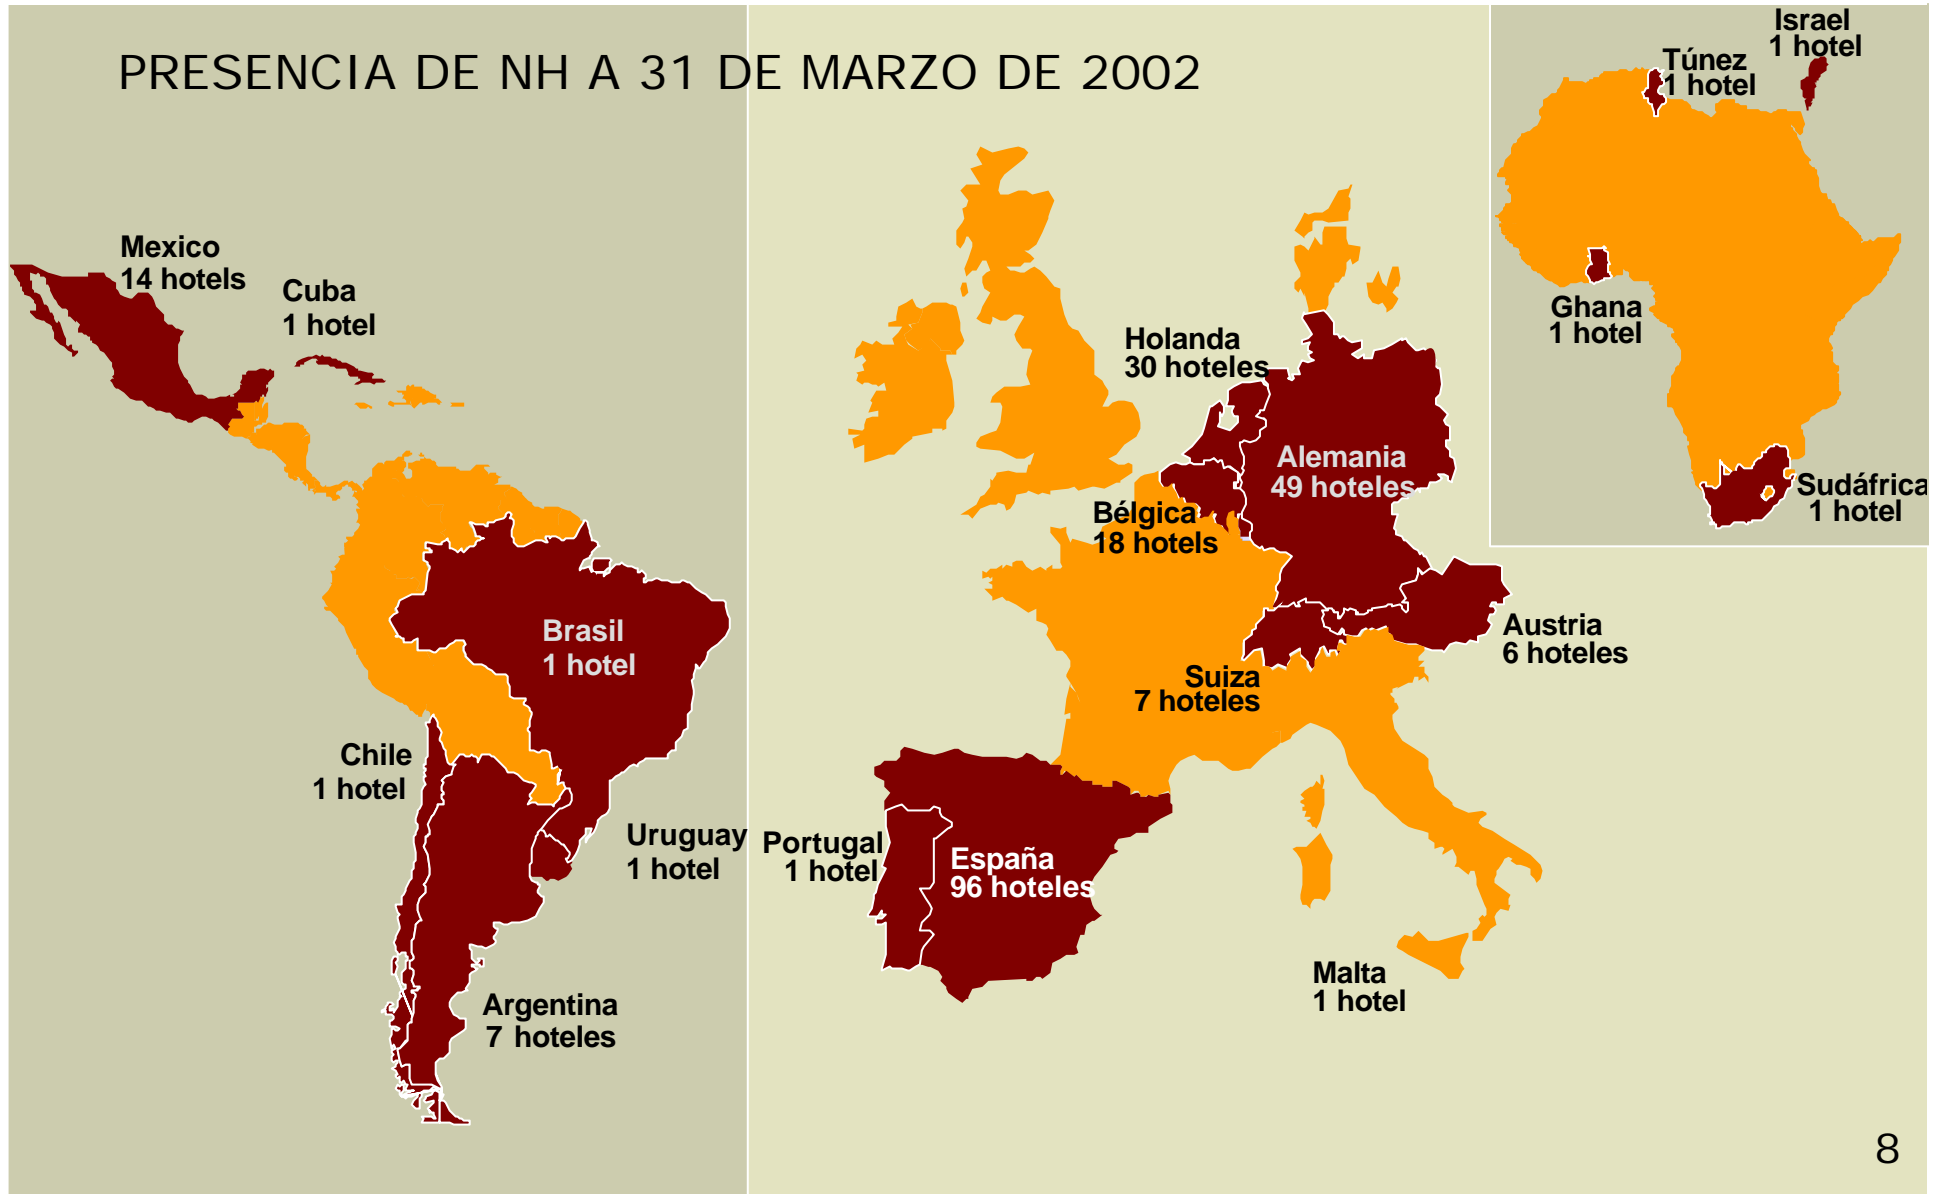 PRESENCIA DE NH A 31 DE MARZO DE 2002
Israel
1 hotel
Túnez
1 hotel
Mexico
14 hotels
Cuba
1 hotel
Holanda
30 hoteles
Ghana
1 hotel
Alemania
49 hoteles
Sudáfrica
1 hotel
Bélgica
18 hotels
Brasil
1 hotel
Austria
6 hoteles
Suiza
7 hoteles
Chile
1 hotel
Uruguay
1 hotel
Portugal
1 hotel
España
96 hoteles
Malta
1 hotel
Argentina
7 hoteles
8